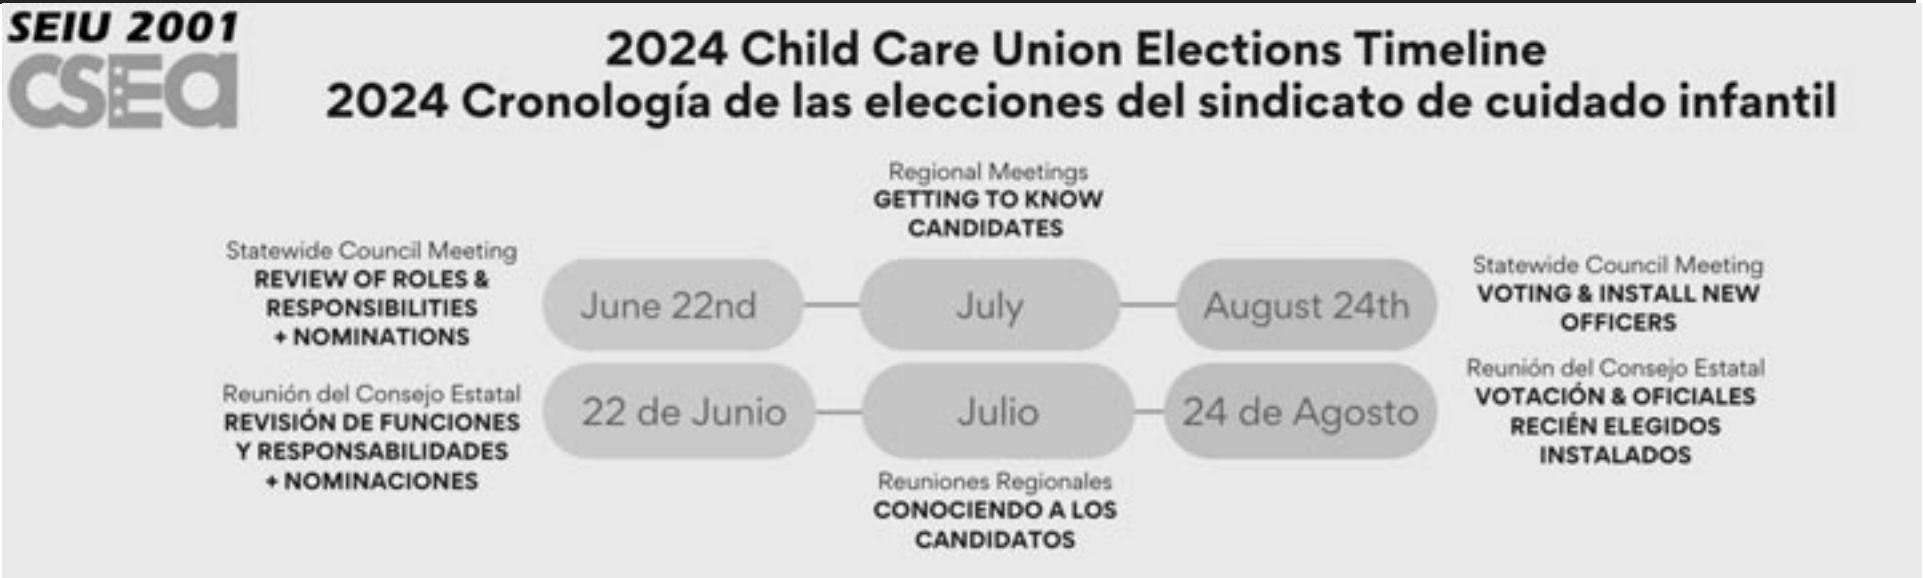 SEIU 2001
CSEA
2024 Child Care Union Elections Timeline
2024 Cronología de las elecciones del sindicato de cuidado infantil
Regional Meetings
GETTING TO KNOW
CANDIDATES
Statewide Council Meeting
REVIEW OF ROLES &
RESPONSIBILITIES
+ NOMINATIONS
June 22nd
July
August 24th
Statewide Council Meeting
VOTING & INSTALL NEW
OFFICERS
Reunión del Consejo Estatal
REVISIÓN DE FUNCIONES
Y RESPONSABILIDADES
+ NOMINACIONES
22 de Junio
Julio
24 de Agosto
Reunión del Consejo Estatal
VOTACIÓN & OFICIALES
RECIÉN ELEGIDOS
INSTALADOS
Reuniones Regionales
CONOCIENDO A LOS
CANDIDATOS